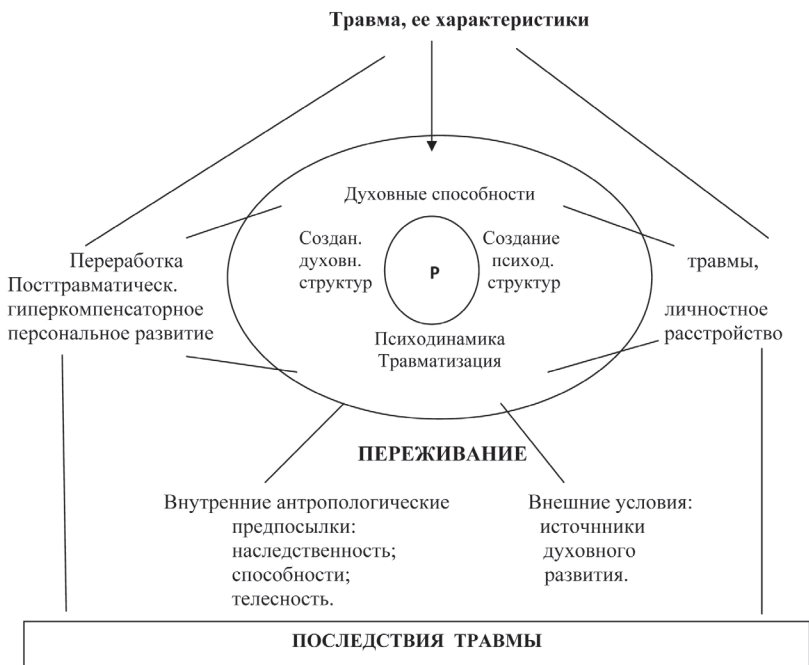 Травма, ее характеристики
Духовные способности
Создан.
духовн.
структур
P
Создание
психод.
структур
Переработка
Посттравматическ.
гиперкомпенсаторное
персональное развитие
травмы,
личностное
расстройство
Психодинамика
Травматизация
ПЕРЕЖИВАНИЕ
Внутренние антропологические
предпосылки:
наследственность;
способности;
телесность.
Внешние условия:
источнники
духовного
развития.
ПОСЛЕДСТВИЯ ТРАВМЫ